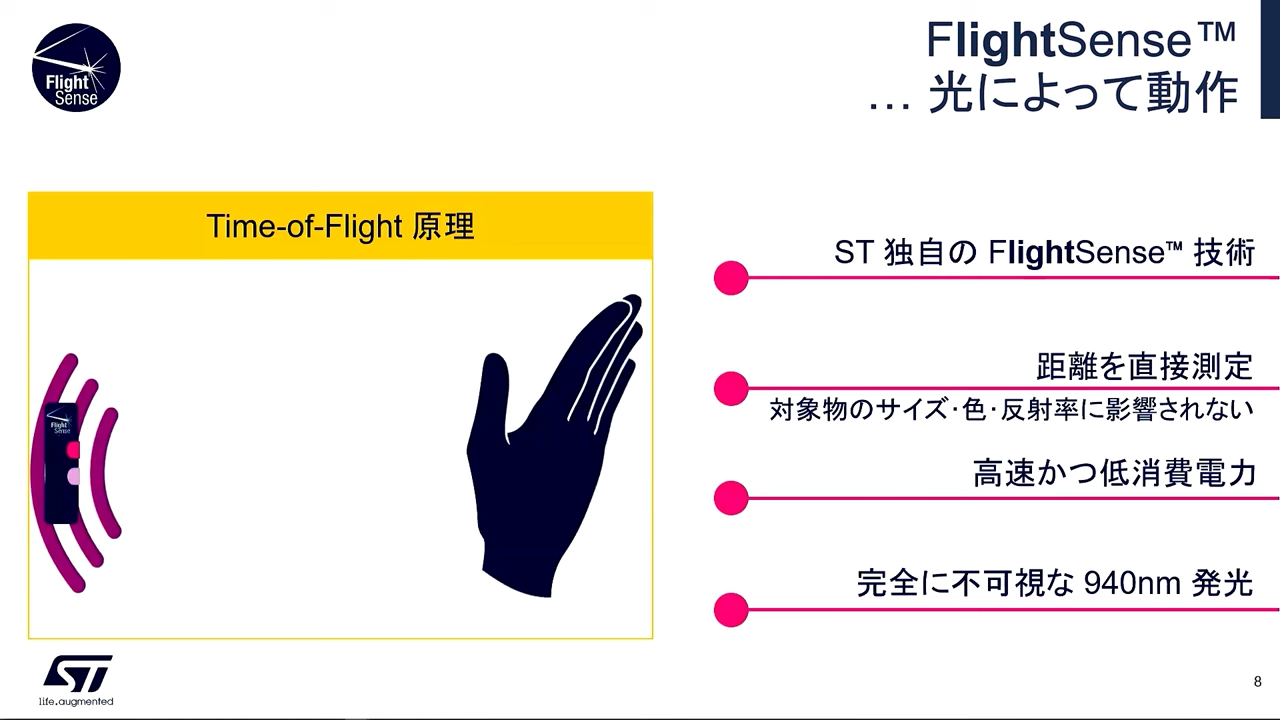 Flight
Sense
FlightSense™
... 光によって動作
Time-of-Flight 原理
Flight
Sense
ST 独自の FlightSense™ 技術
距離を直接測定
対象物のサイズ･色･反射率に影響されない
高速かつ低消費電力
完全に不可視な 940nm 発光
ST
life.augmented
8